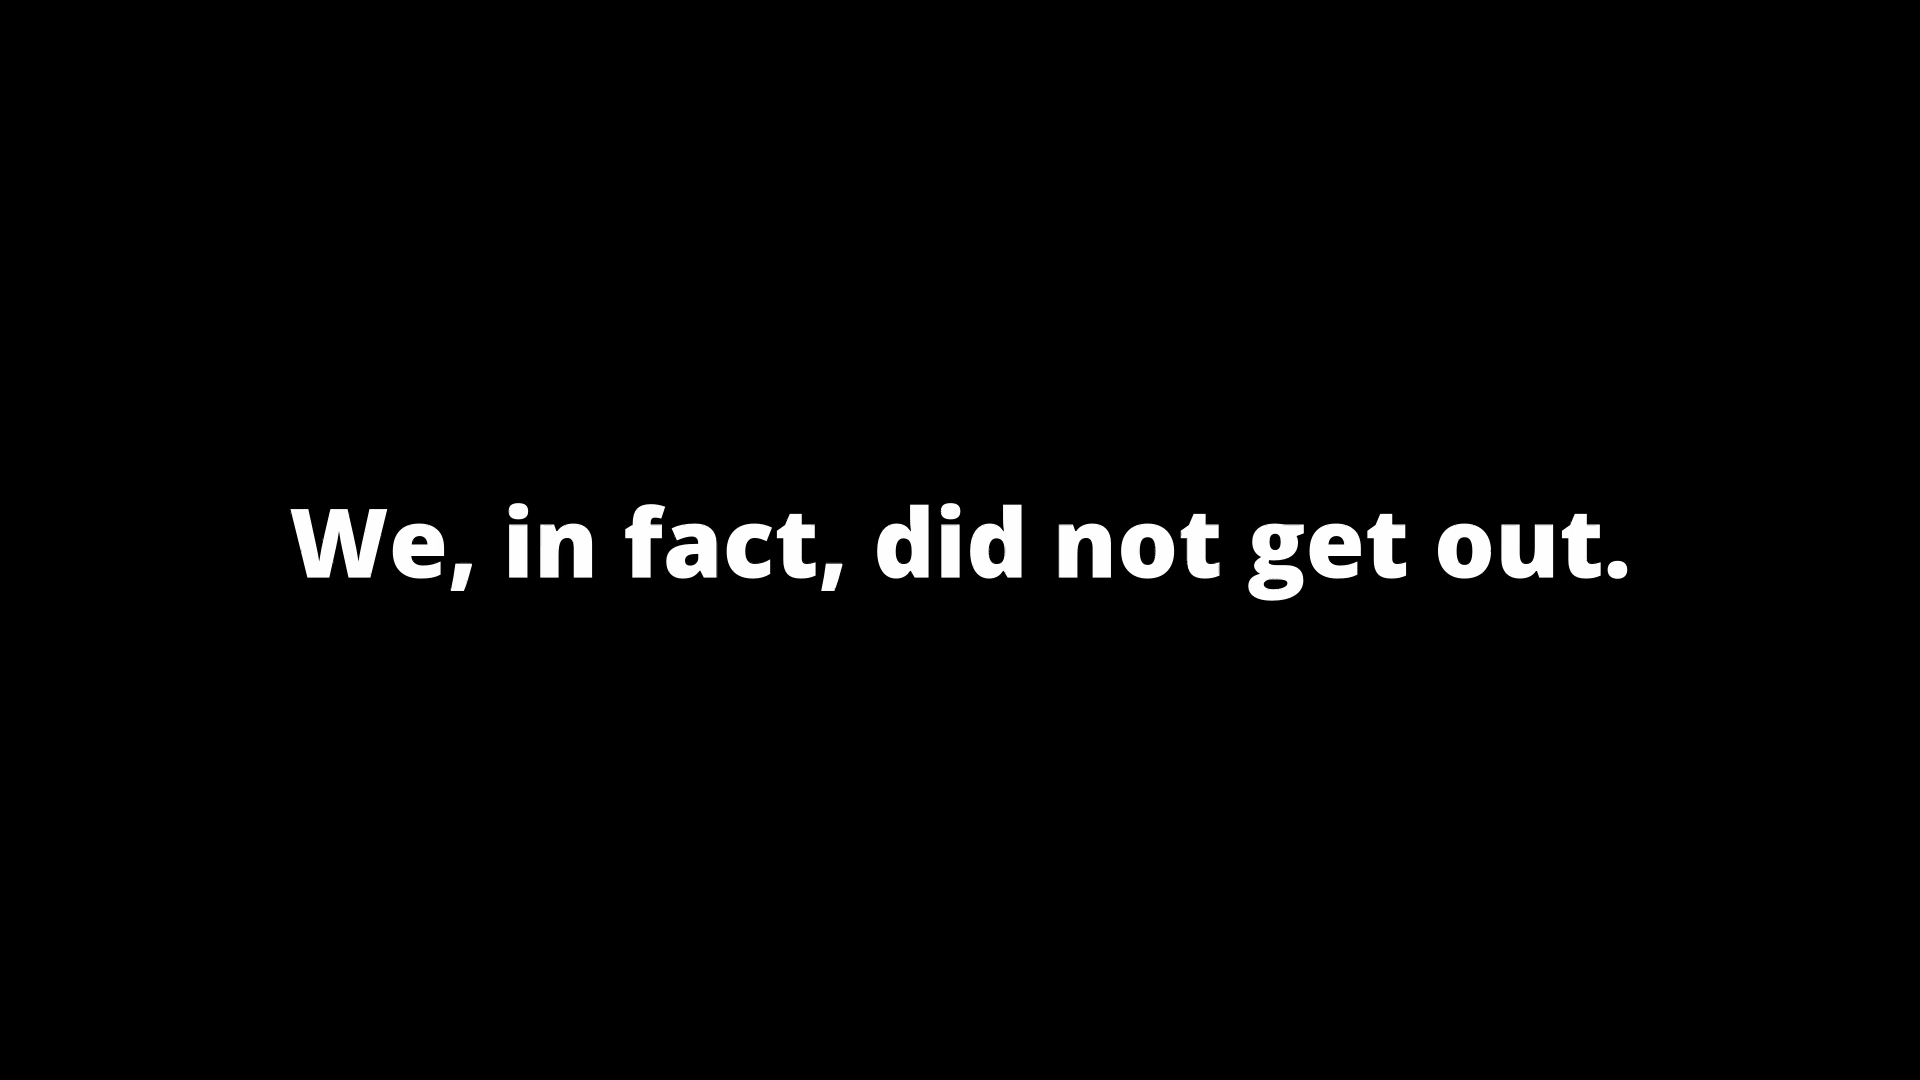 We, in fact, did not get out.